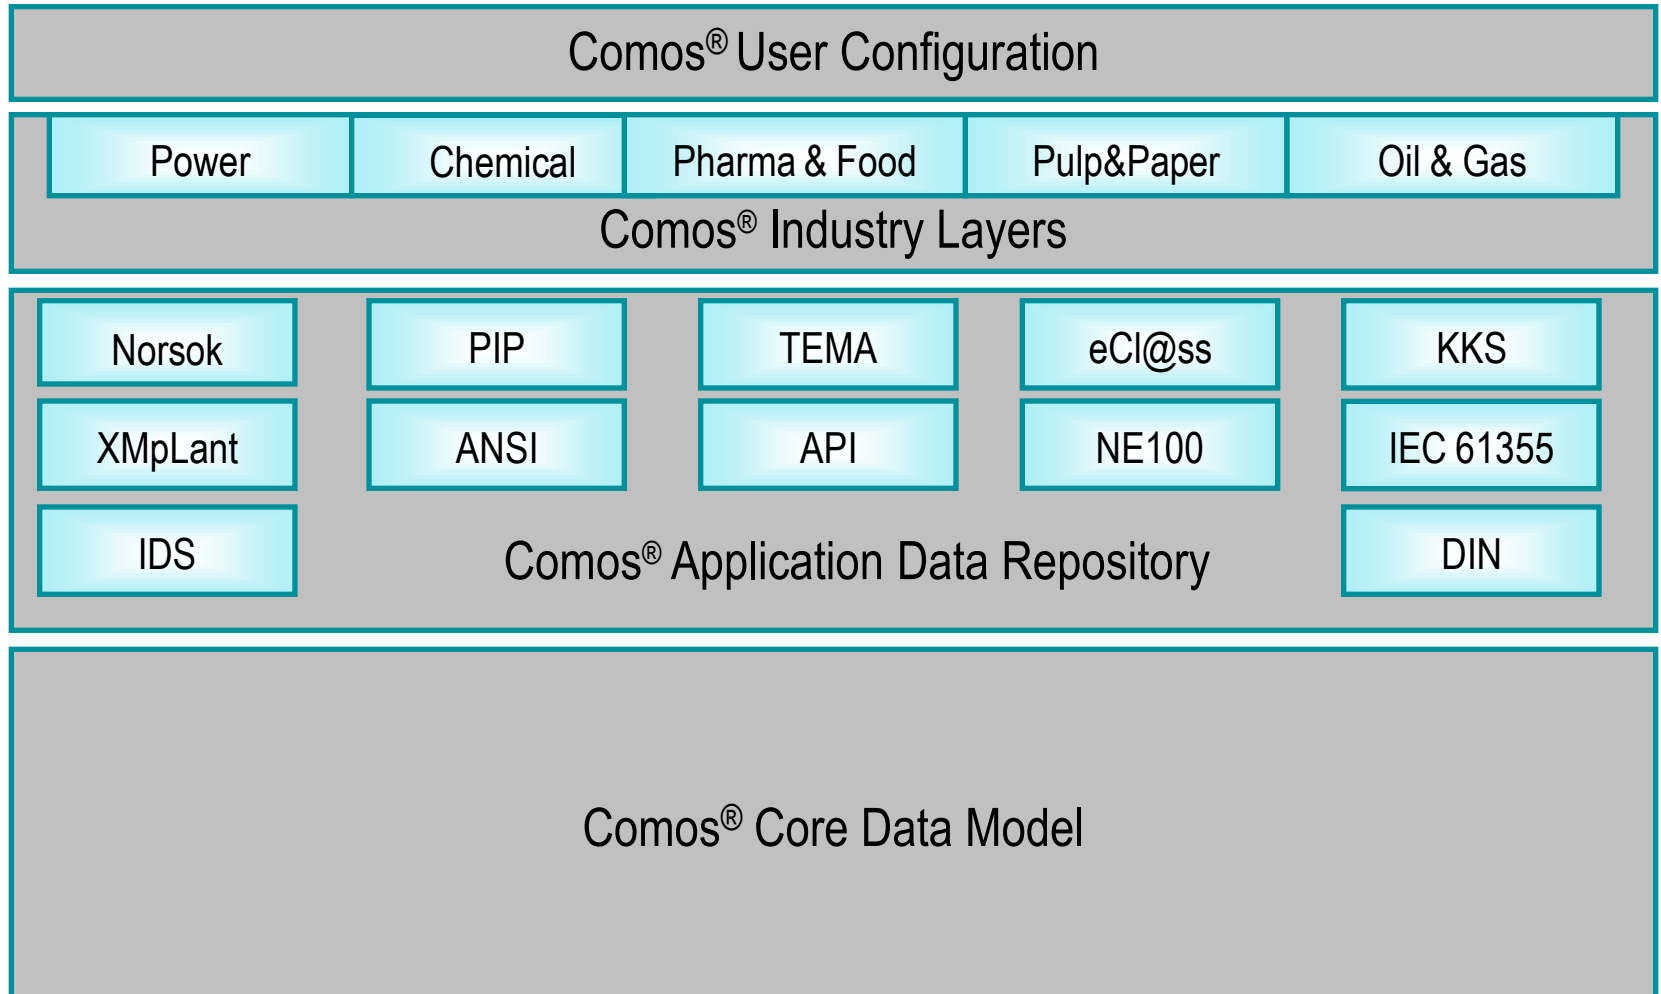 Comos® User Configuration
Power Chemical Pharma & Food Pulp&Paper Oil & Gas
Comos® Industry Layers
Norsok PIP TEMA eCl@ss KKS
XMpLant ANSI API NE100 IEC 61355
IDS Comos® Application Data Repository DIN
Comos® Core Data Model